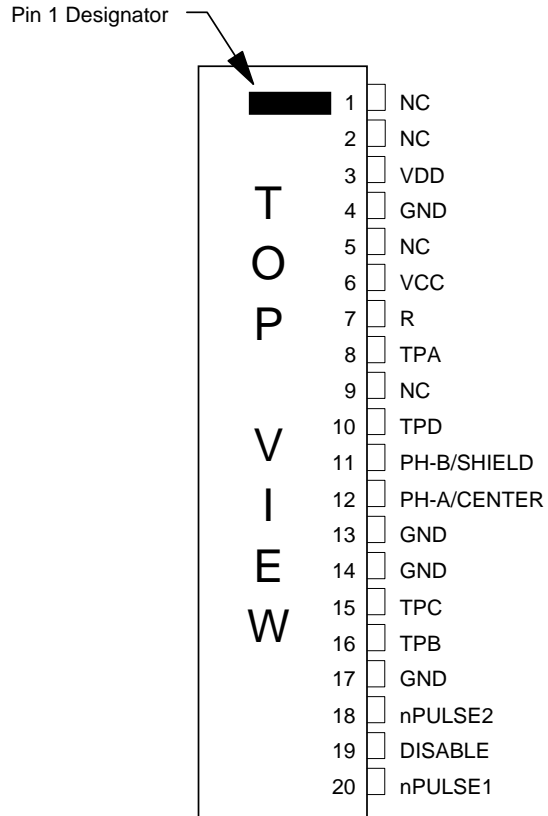 Pin 1 Designator
1 NC
2 NC
3 VDD
4 GND
5 NC
6 VCC
7 R
8 TPA
9 NC
10 TPD
11 PH-B/SHIELD
12 PH-A/CENTER
13 GND
14 GND
15 TPC
16 TPB
17 GND
18 nPULSE2
19 DISABLE
20 nPULSE1
TOP VIEW